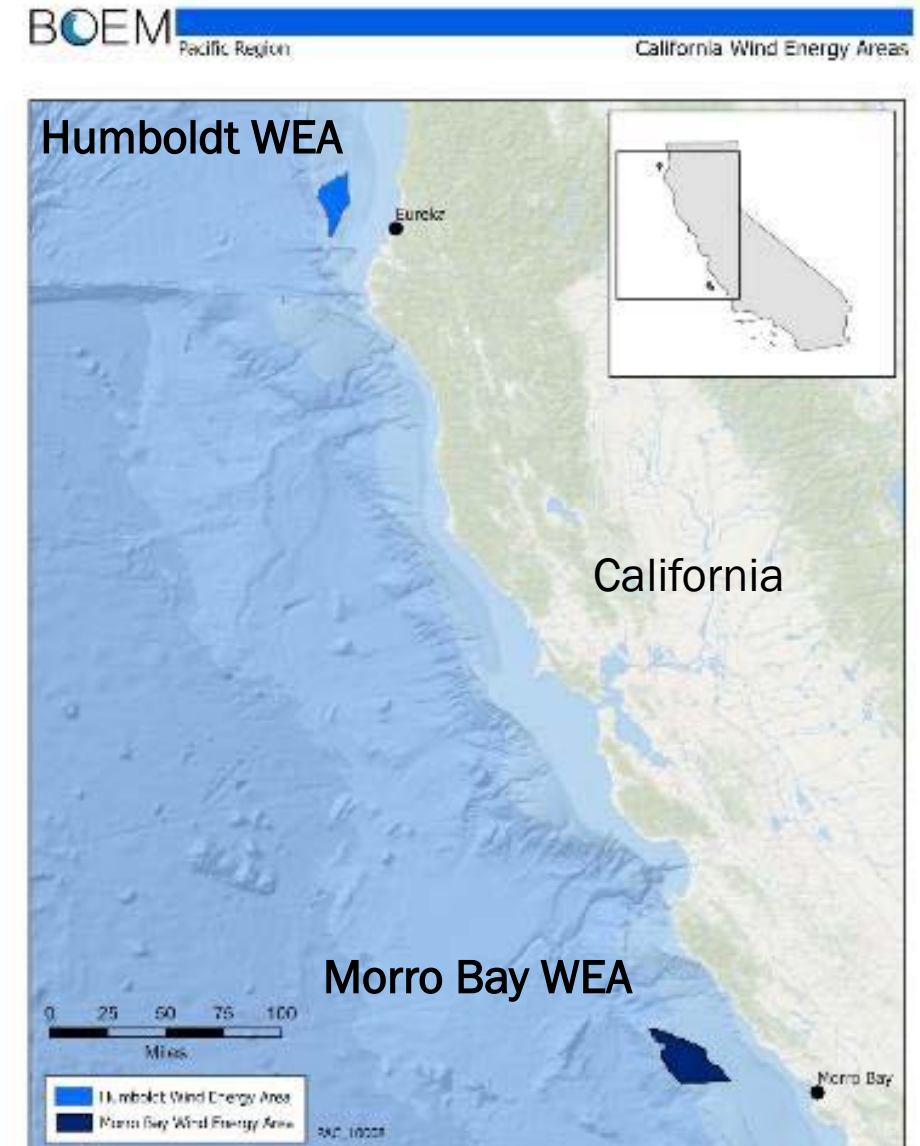 BOEM
Pacific Region
California Wind Energy Areas
Humboldt WEA
Eureka
California
Morro Bay WEA
0 25 50 75 100
Miles
Morro Bay
Humboldt Wind Energy Area
Morro Bay Wind Energy Area